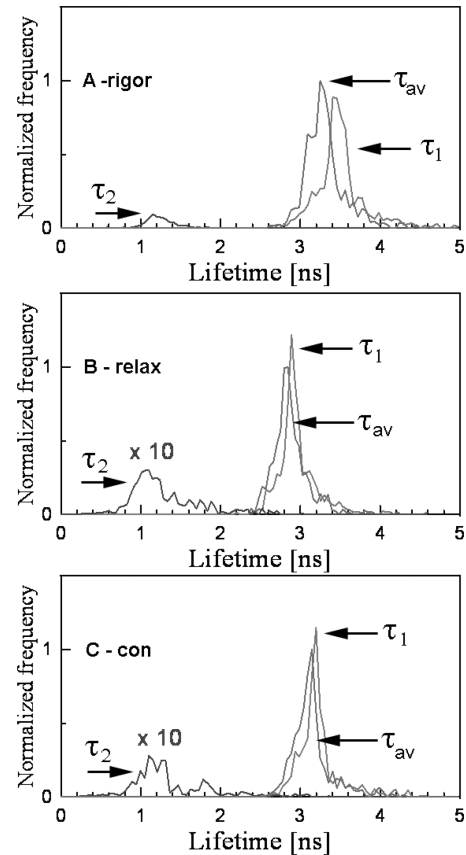 Normalized frequency
1
0
A -rigor
τav
τ1
τ2
0 1 2 3 4 5
Lifetime [ns]
Normalized frequency
1
0
B - relax
τ1
τav
x 10
τ2
0 1 2 3 4 5
Lifetime [ns]
Normalized frequency
1
0
C - con
τ1
τav
x 10
τ2
0 1 2 3 4 5
Lifetime [ns]